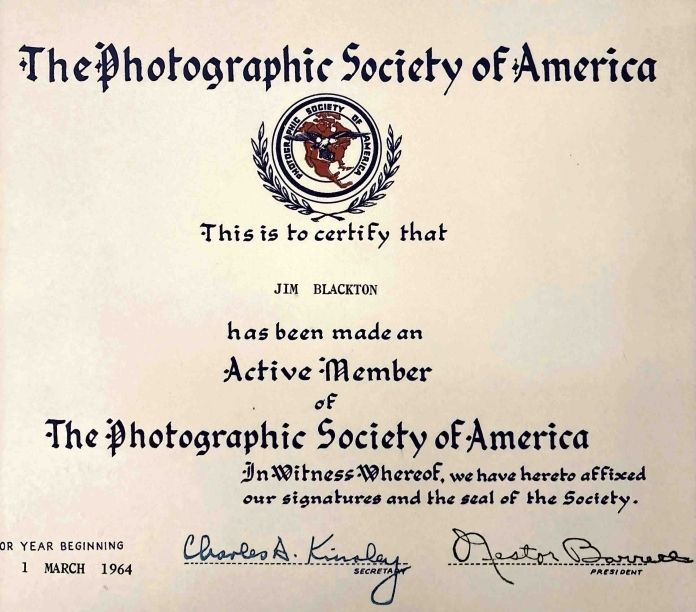 The Photographic Society of America
PHOTOGRAPHIC SOCIETY OF AMERICA
This is to certify that
JIM BLACKTON
has been made an
Active Member
of
The Photographic Society of America
In Witness Whereof, we have hereto affixed
our signatures and the seal of the Society.
OR YEAR BEGINNING
1 MARCH 1964
Charles A. Kinsley
SECRETARY
Nestor Barrett
PRESIDENT